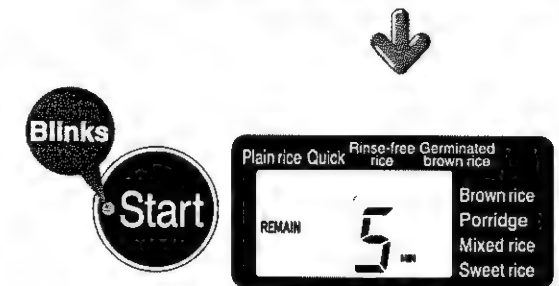 Blinks
Start
Plain rice Quick Rinse-free rice Germinated brown rice
REMAIN 5 MIN
Brown rice
Porridge
Mixed rice
Sweet rice